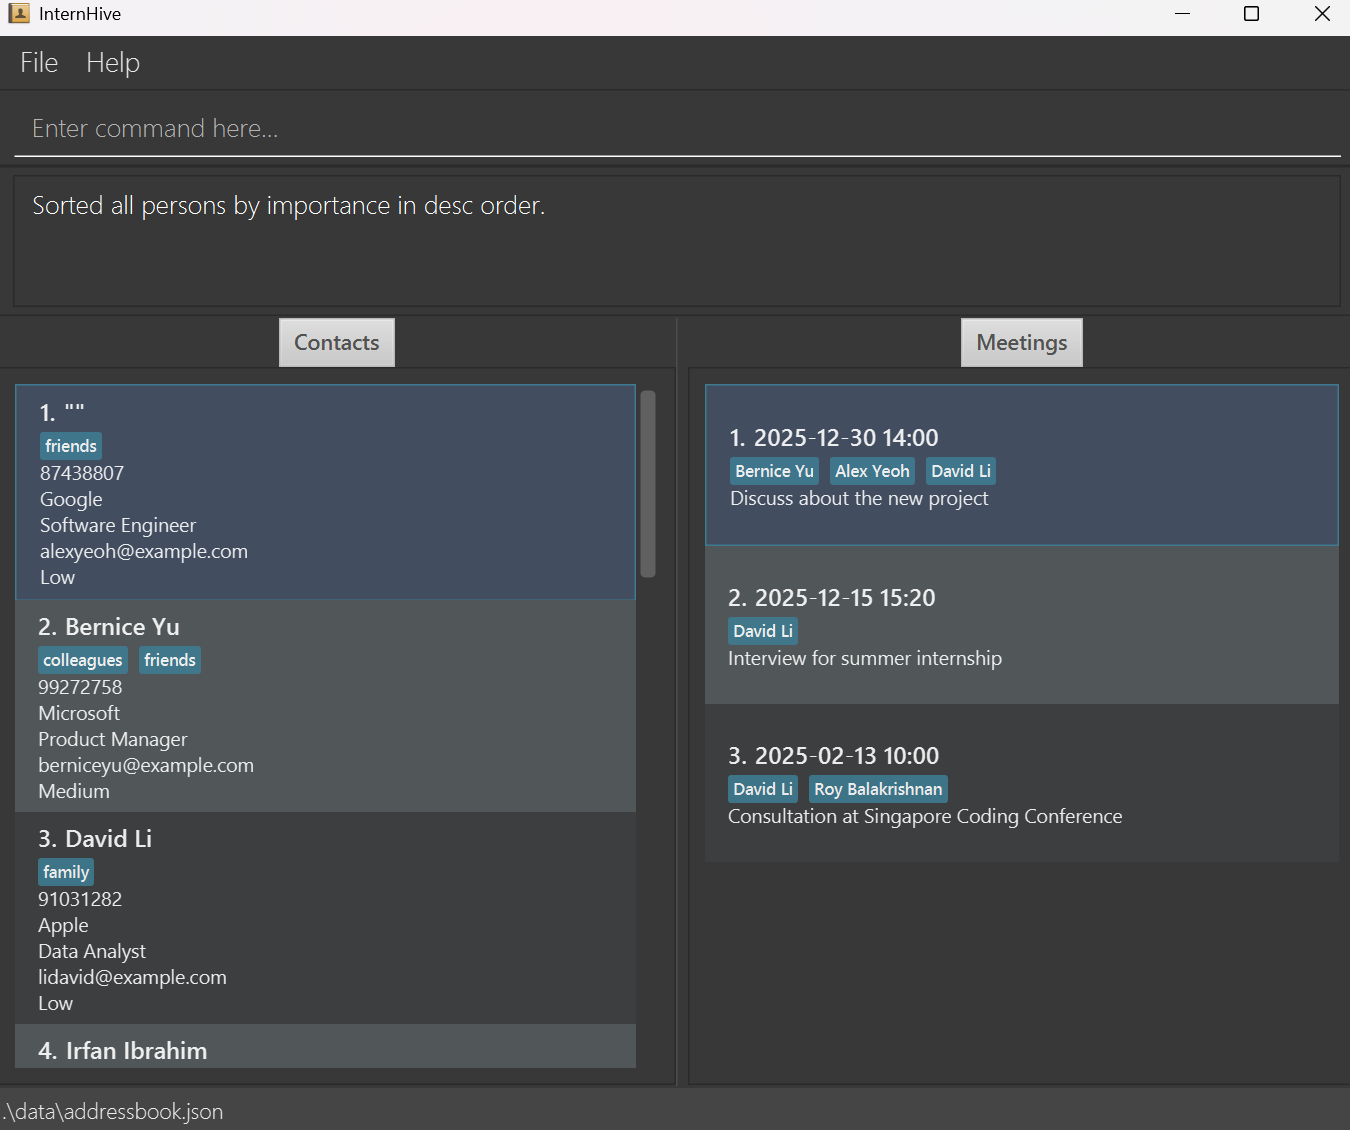 InternHive
File Help
Enter command here...
Sorted all persons by importance in desc order.
Contacts
1. ""
friends
87438807
Google
Software Engineer
alexyeoh@example.com
Low
2. Bernice Yu
colleagues friends
99272758
Microsoft
Product Manager
berniceyu@example.com
Medium
3. David Li
family
91031282
Apple
Data Analyst
lidavid@example.com
Low
4. Irfan Ibrahim
Meetings
1. 2025-12-30 14:00
Bernice Yu Alex Yeoh David Li
Discuss about the new project
2. 2025-12-15 15:20
David Li
Interview for summer internship
3. 2025-02-13 10:00
David Li Roy Balakrishnan
Consultation at Singapore Coding Conference
.\data\addressbook.json